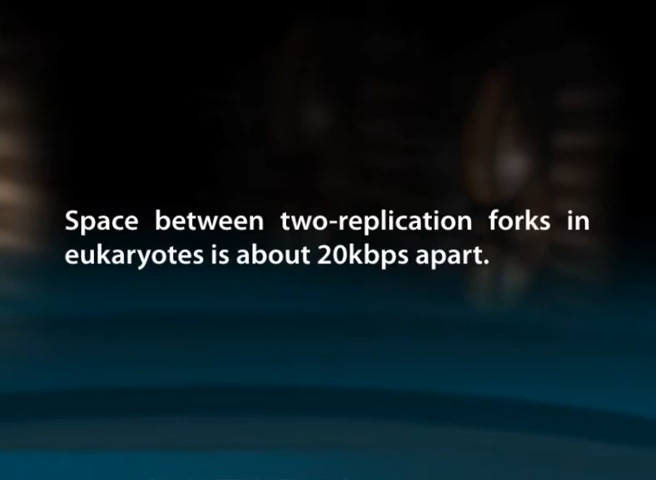 Space between two-replication forks in
eukaryotes is about 20kbps apart.